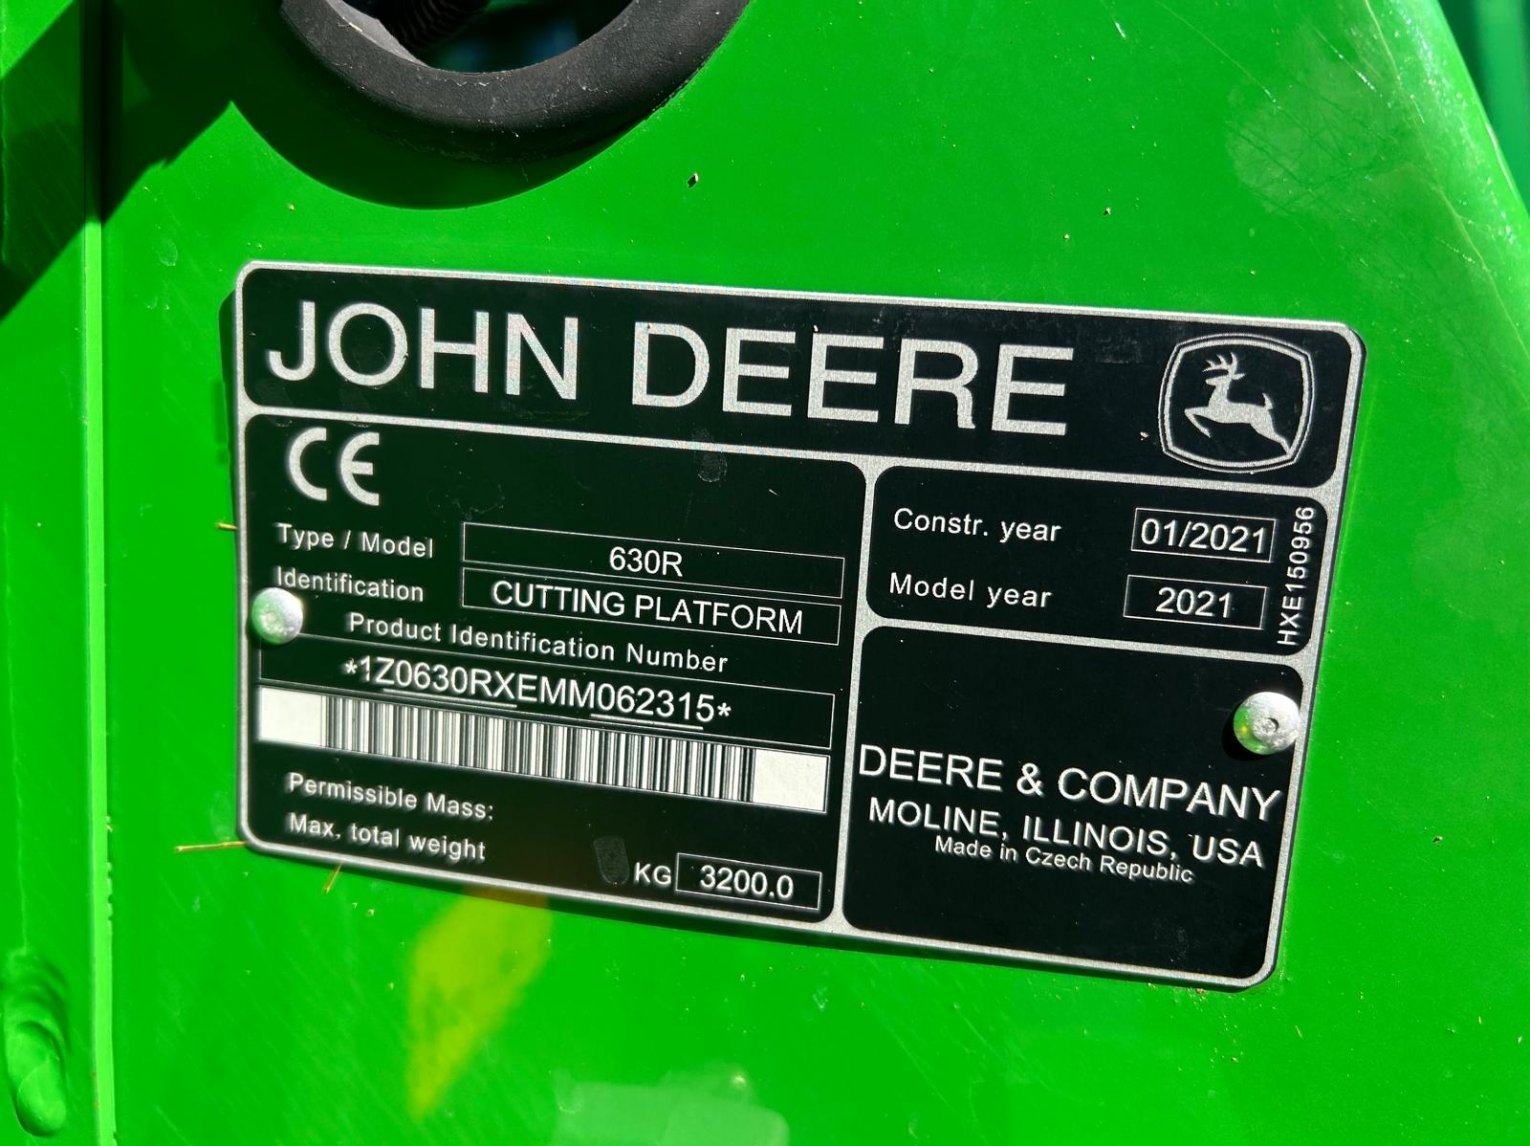 JOHN DEERE
CE
Type / Model 630R
Identification CUTTING PLATFORM
Product Identification Number
*1Z0630RXEMM062315*
Permissible Mass:
Max. total weight KG 3200.0
Constr. year 01/2021
Model year 2021
HXE150956
DEERE & COMPANY
MOLINE, ILLINOIS, USA
Made in Czech Republic